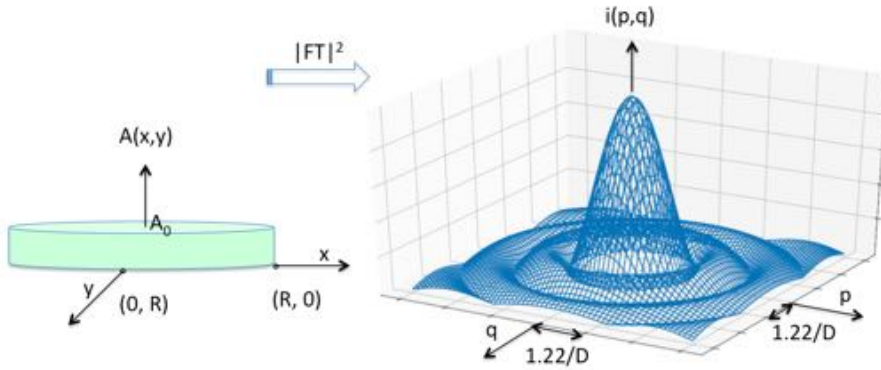 i(p,q)
|FT|²
A(x,y)
A₀
x
y
(0, R)
(R, 0)
p
q
1.22/D
1.22/D